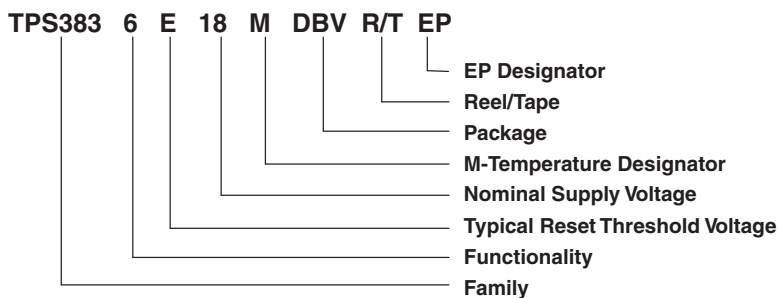 TPS383 6 E 18 M DBV R/T EP
EP Designator
Reel/Tape
Package
M-Temperature Designator
Nominal Supply Voltage
Typical Reset Threshold Voltage
Functionality
Family